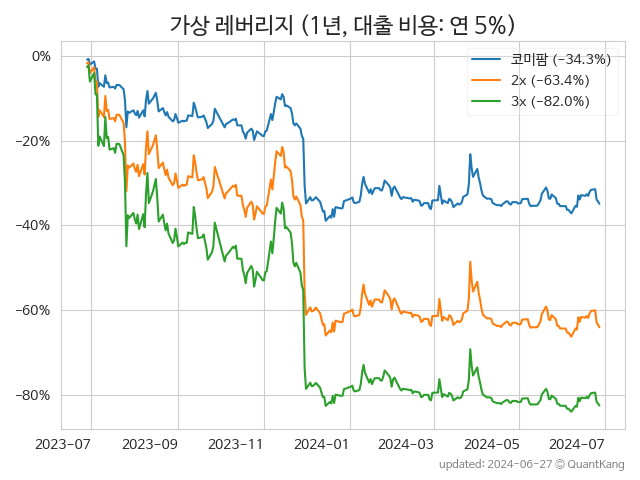 가상 레버리지 (1년, 대출 비용: 연 5%)
코미팜 (−34.3%)
2x (−63.4%)
3x (−82.0%)
0%
−20%
−40%
−60%
−80%
2023−07 2023−09 2023−11 2024−01 2024−03 2024−05 2024−07
updated: 2024−06−27 © QuantKang